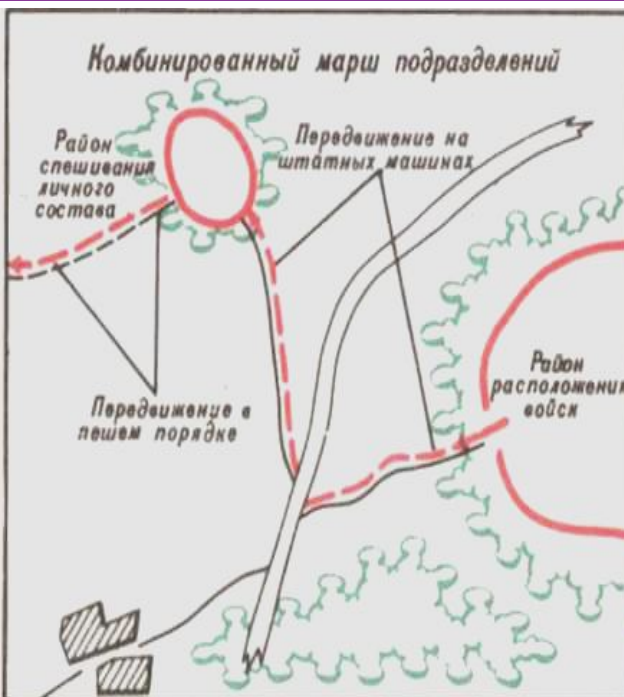 Комбинированный марш подразделений
Район
спешивания
личного
состава
Передвижение на
штатных машинах
Район
расположения
войск
Передвижение в
пешем порядке